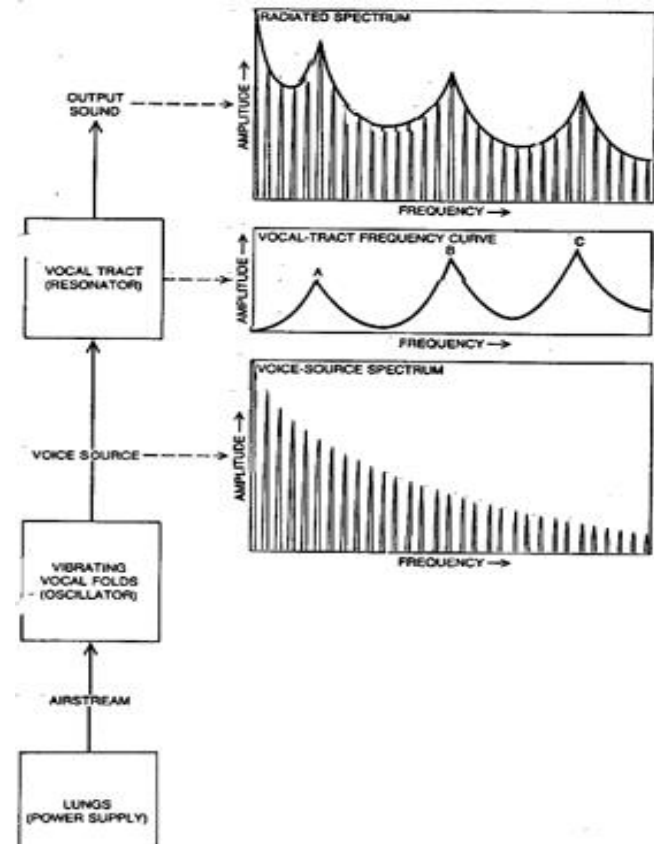 RADIATED SPECTRUM
AMPLITUDE →
FREQUENCY →
OUTPUT
SOUND
VOCAL TRACT
(RESONATOR)
VOCAL-TRACT FREQUENCY CURVE
A
B
C
AMPLITUDE →
FREQUENCY →
VOICE SOURCE
VOICE-SOURCE SPECTRUM
AMPLITUDE →
FREQUENCY →
VIBRATING
VOCAL FOLDS
(OSCILLATOR)
AIRSTREAM
LUNGS
(POWER SUPPLY)